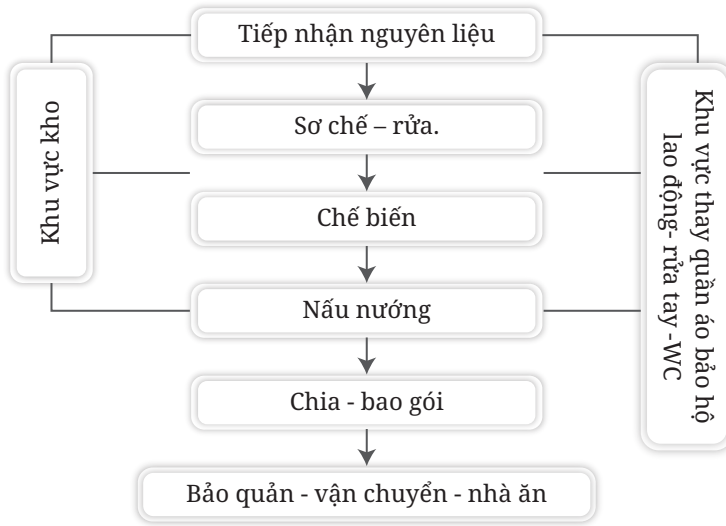 Tiếp nhận nguyên liệu
Khu vực kho
Khu vực thay quần áo bảo hộ
lao động- rửa tay -WC
Sơ chế – rửa.
Chế biến
Nấu nướng
Chia - bao gói
Bảo quản - vận chuyển - nhà ăn